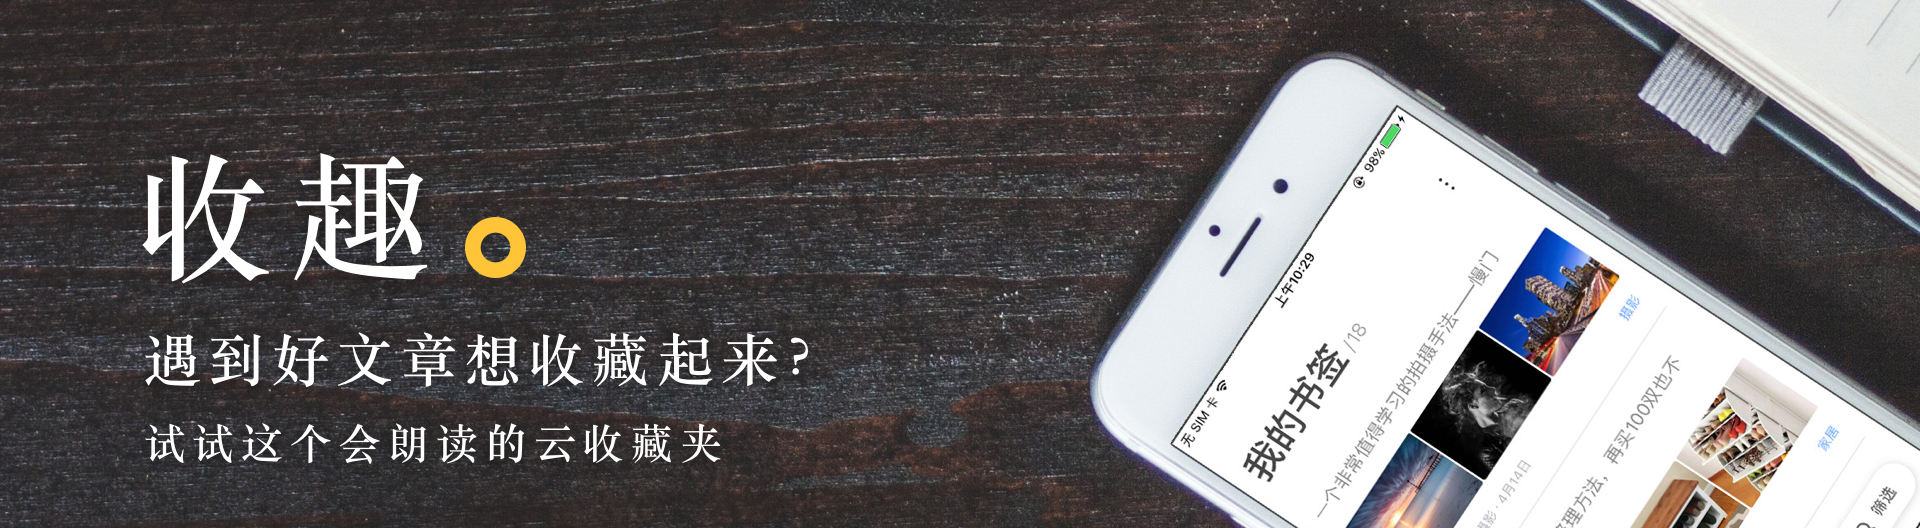 收趣
遇到好文章想收藏起来?
试试这个会朗读的云收藏夹
无 SIM 卡
上午10:29
98%
我的书签 /18
一个非常值得学习的拍摄手法——慢门
摄影
4月14日
理方法，再买100双也不
家居
筛选